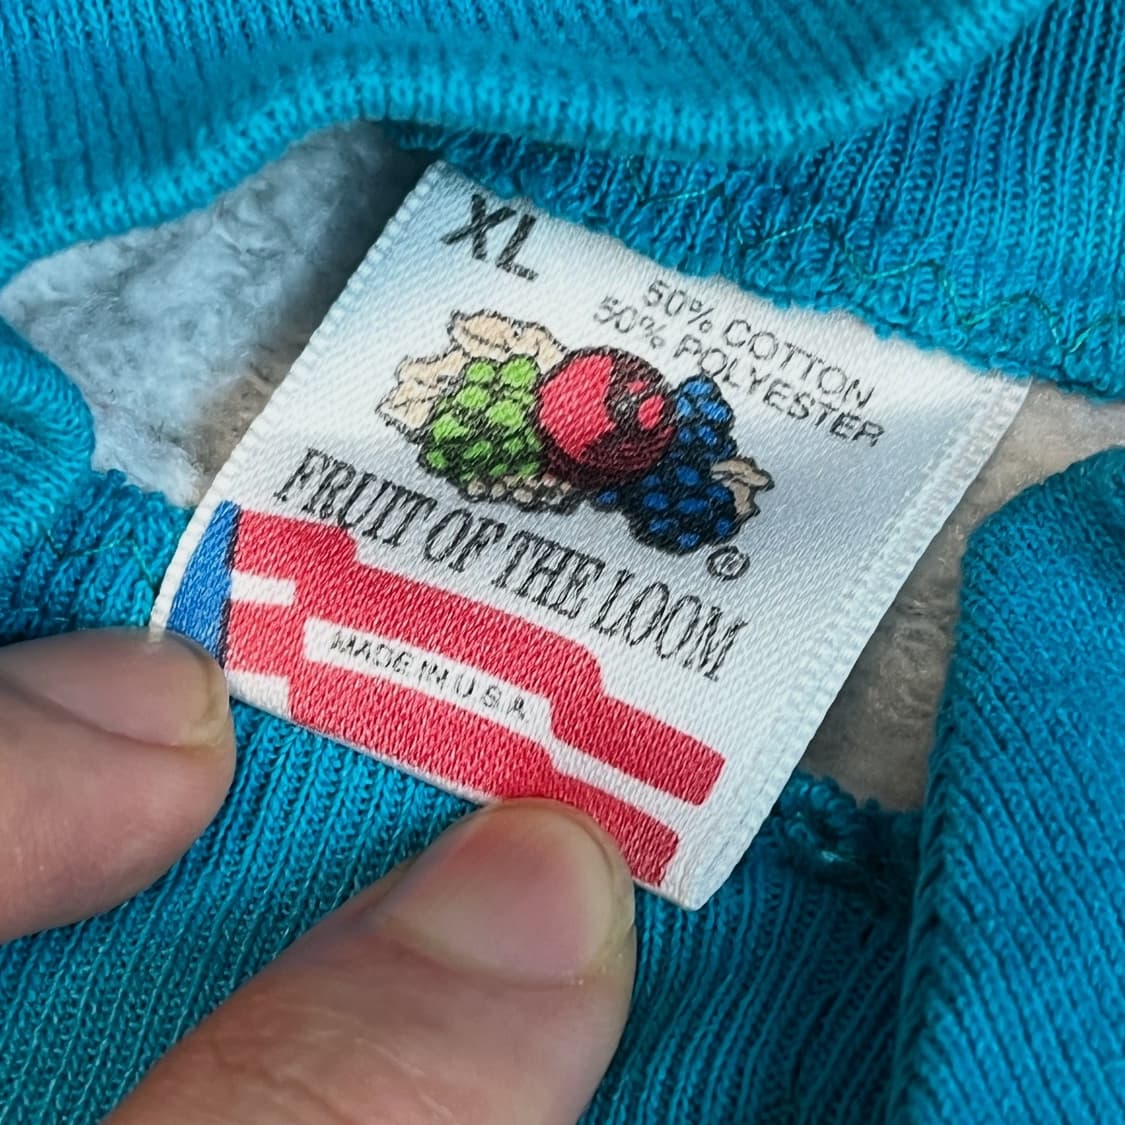 XL
50% COTTON
50% POLYESTER
FRUIT OF THE LOOM
®
MADE IN U.S.A.